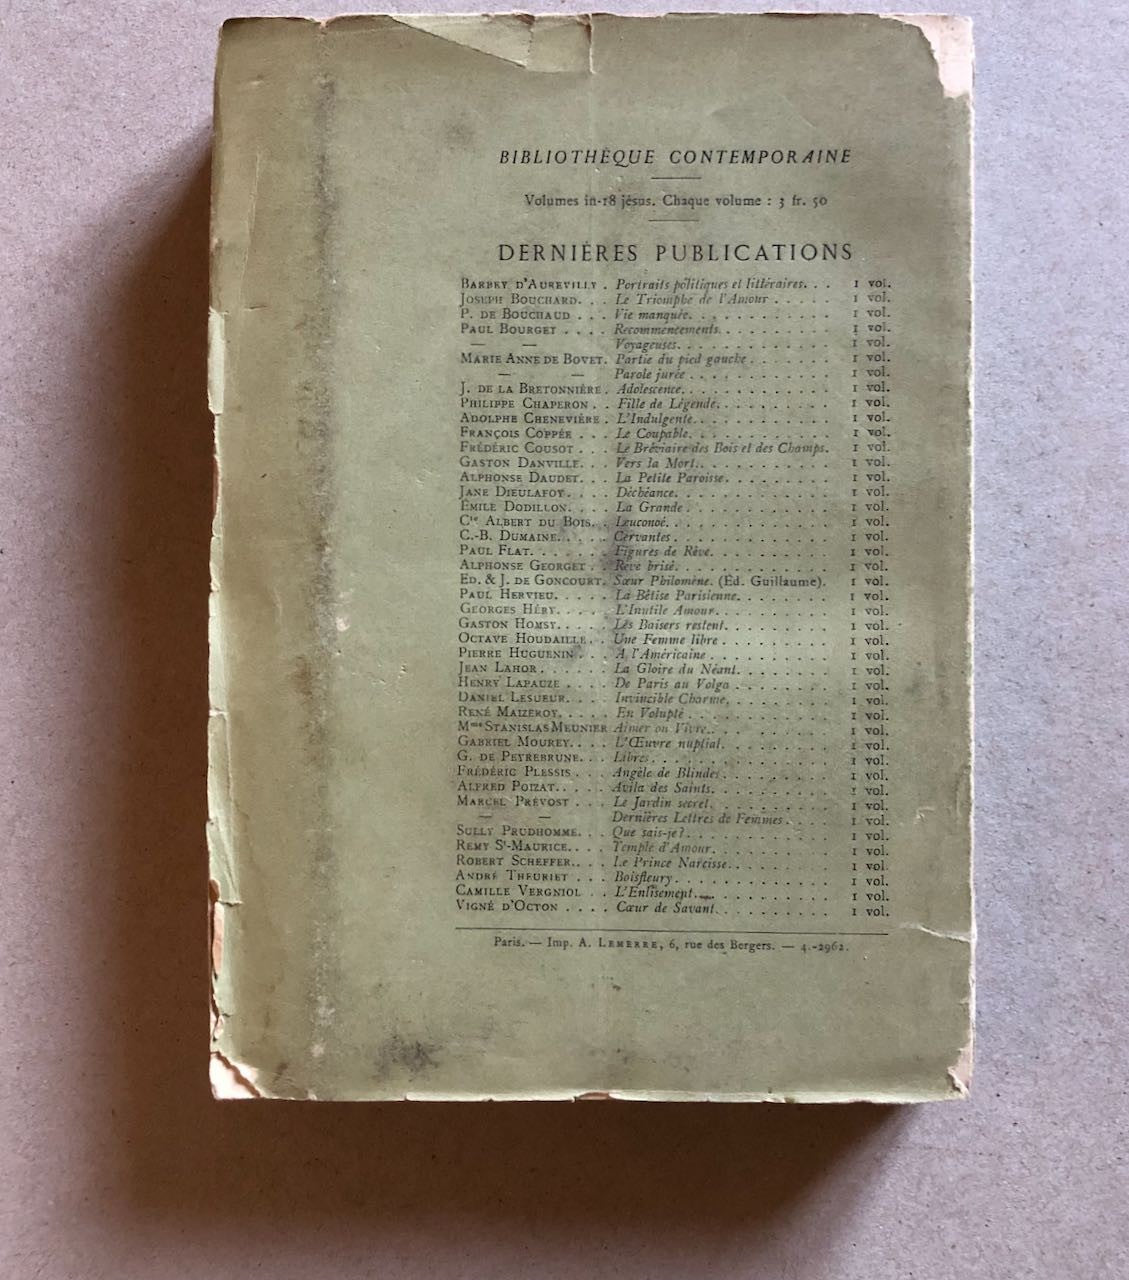 BIBLIOTHÈQUE CONTEMPORAINE
Volumes in-18 jésus. Chaque volume : 3 fr. 50
DERNIÈRES PUBLICATIONS
BARBEY D'AUREVILLY . Portraits politiques et littéraires. . . 1 vol.
JOSEPH BOUCHARD. . . Le Triomphe de l'Amour . . . . . 1 vol.
P. DE BOUCHAUD . . . Vie manquée. . . . . . . . . . . . 1 vol.
PAUL BOURGET . . . . Recommencements. . . . . . . . . . 1 vol.
— — Voyageuses. . . . . . . . . . . . . 1 vol.
MARIE ANNE DE BOVET. Partie du pied gauche . . . . . . . 1 vol.
— — Parole jurée . . . . . . . . . . . . 1 vol.
J. DE LA BRETONNIÈRE . Adolescence. . . . . . . . . . . . . 1 vol.
PHILIPPE CHAPERON . . Fille de Légende. . . . . . . . . . 1 vol.
ADOLPHE CHENEVIÈRE . L'Indulgente. . . . . . . . . . . . 1 vol.
FRANÇOIS COPPÉE . . . Le Coupable. . . . . . . . . . . . 1 vol.
FRÉDÉRIC COUSOT . . . Le Bréviaire des Bois et des Champs. 1 vol.
GASTON DANVILLE. . . Vers la Mort. . . . . . . . . . . . 1 vol.
ALPHONSE DAUDET. . . La Petite Paroisse. . . . . . . . . 1 vol.
JANE DIEULAFOY. . . . Déchéance. . . . . . . . . . . . . 1 vol.
ÉMILE DODILLON. . . . La Grande . . . . . . . . . . . . 1 vol.
Cte ALBERT DU BOIS. . Leuconoé. . . . . . . . . . . . . 1 vol.
C.-B. DUMAINE. . . . . Cervantes . . . . . . . . . . . . 1 vol.
PAUL FLAT. . . . . . . Figures de Rêve. . . . . . . . . . 1 vol.
ALPHONSE GEORGET . . Rêve brisé. . . . . . . . . . . . . 1 vol.
ED. & J. DE GONCOURT. Sœur Philomène. (Éd. Guillaume). 1 vol.
PAUL HERVIEU. . . . . La Bêtise Parisienne. . . . . . . . 1 vol.
GEORGES HÉRY. . . . . L'Inutile Amour. . . . . . . . . . 1 vol.
GASTON HOMSY. . . . . Les Baisers restent. . . . . . . . . 1 vol.
OCTAVE HOUDAILLE. . Une Femme libre . . . . . . . . . 1 vol.
PIERRE HUGUENIN . . . A l'Américaine . . . . . . . . . . 1 vol.
JEAN LAHOR . . . . . . La Gloire du Néant. . . . . . . . 1 vol.
HENRY LAPAUZE . . . . De Paris au Volga . . . . . . . . 1 vol.
DANIEL LESUEUR. . . . Invincible Charme, . . . . . . . . 1 vol.
RENÉ MAIZEROY. . . . . En Volupté . . . . . . . . . . . . 1 vol.
Mme STANISLAS MEUNIER Aimer ou Vivre. . . . . . . . . . 1 vol.
GABRIEL MOUREY. . . . L'Œuvre nuptial. . . . . . . . . . 1 vol.
G. DE PEYREBRUNE. . . Libres. . . . . . . . . . . . . . . 1 vol.
FRÉDÉRIC PLESSIS . . . Angèle de Blindes. . . . . . . . . 1 vol.
ALFRED POIZAT. . . . . Avila des Saints. . . . . . . . . . 1 vol.
MARCEL PRÉVOST . . . Le Jardin secret. . . . . . . . . . 1 vol.
— — Dernières Lettres de Femmes . . . . 1 vol.
SULLY PRUDHOMME. . . Que sais-je?. . . . . . . . . . . . 1 vol.
REMY St-MAURICE. . . . Temple d'Amour. . . . . . . . . . 1 vol.
ROBERT SCHEFFER. . . . Le Prince Narcisse. . . . . . . . . 1 vol.
ANDRÉ THEURIET . . . Boisfleury. . . . . . . . . . . . . 1 vol.
CAMILLE VERGNIOL . . L'Enlisement. . . . . . . . . . . 1 vol.
VIGNÉ D'OCTON . . . . Cœur de Savant. . . . . . . . . . 1 vol.
Paris. — Imp. A. LEMERRE, 6, rue des Bergers. — 4.-2962.